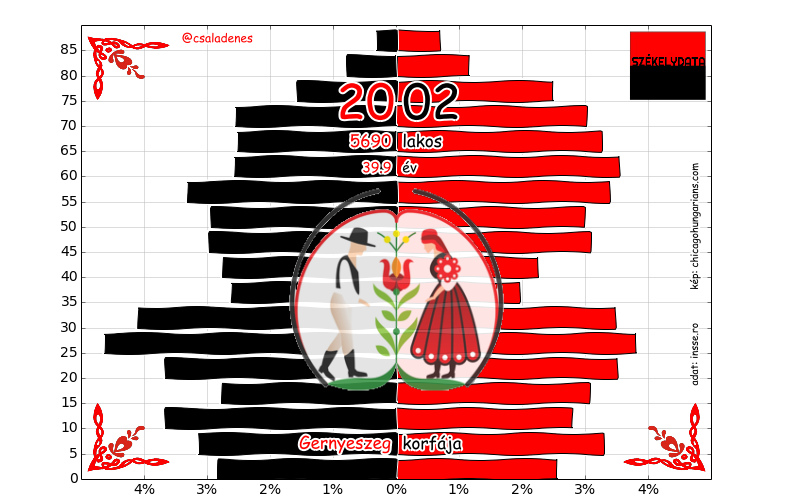 @csaladenes
SZÉKELYDATA
2002
5690 lakos
39.9 év
kép: chicagohungarians.com
adat: insse.ro
Gernyeszeg korfája
85
80
75
70
65
60
55
50
45
40
35
30
25
20
15
10
5
0
4% 3% 2% 1% 0% 1% 2% 3% 4%